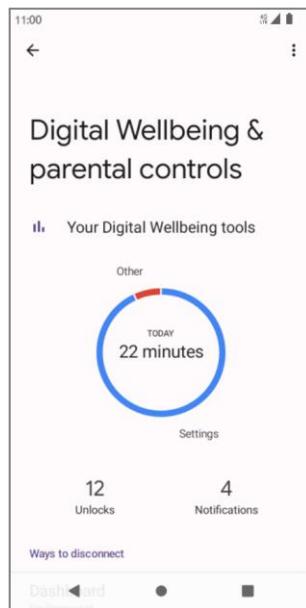 11:00
Digital Wellbeing &
parental controls
Your Digital Wellbeing tools
Other
TODAY
22 minutes
Settings
12
4
Unlocks
Notifications
Ways to disconnect
Dashboard